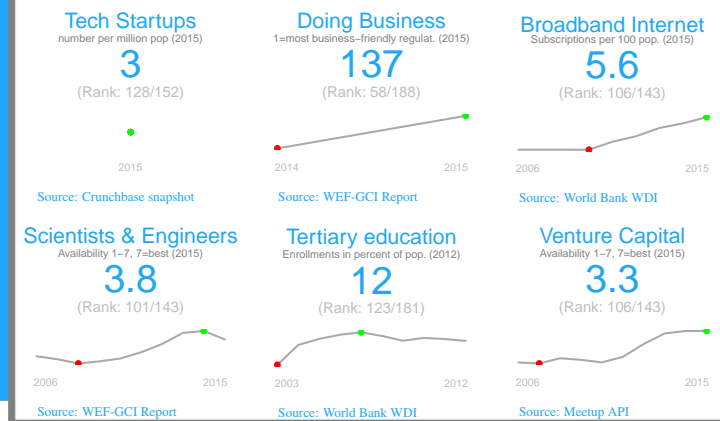 Tech Startups
number per million pop (2015)
3
(Rank: 128/152)
2015
Source: Crunchbase snapshot
Doing Business
1=most business−friendly regulat. (2015)
137
(Rank: 58/188)
2014
2015
Source: WEF-GCI Report
Broadband Internet
Subscriptions per 100 pop. (2015)
5.6
(Rank: 106/143)
2006
2015
Source: World Bank WDI
Scientists & Engineers
Availability 1−7, 7=best (2015)
3.8
(Rank: 101/143)
2006
2015
Source: WEF-GCI Report
Tertiary education
Enrollments in percent of pop. (2012)
12
(Rank: 123/181)
2003
2012
Source: World Bank WDI
Venture Capital
Availability 1−7, 7=best (2015)
3.3
(Rank: 106/143)
2006
2015
Source: Meetup API